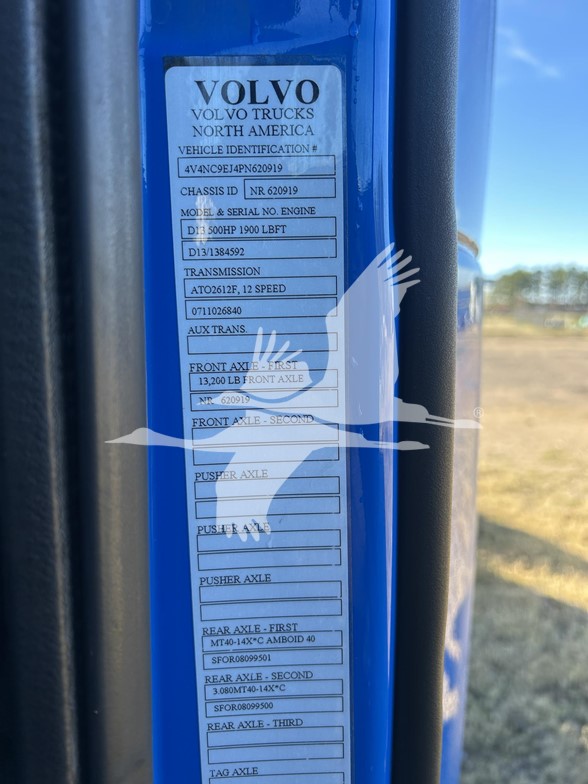 VOLVO
VOLVO TRUCKS
NORTH AMERICA
VEHICLE IDENTIFICATION #
4V4NC9EJ4PN620919
CHASSIS ID NR 620919
MODEL & SERIAL NO. ENGINE
D13 500HP 1900 LBFT
D13/1384592
TRANSMISSION
ATO2612F, 12 SPEED
0711026840
AUX TRANS.
FRONT AXLE - FIRST
13,200 LB FRONT AXLE
NR 620919
FRONT AXLE - SECOND
PUSHER AXLE
PUSHER AXLE
PUSHER AXLE
REAR AXLE - FIRST
MT40-14X*C AMBOID 40
SFOR08099501
REAR AXLE - SECOND
3.080MT40-14X*C
SFOR08099500
REAR AXLE - THIRD
TAG AXLE